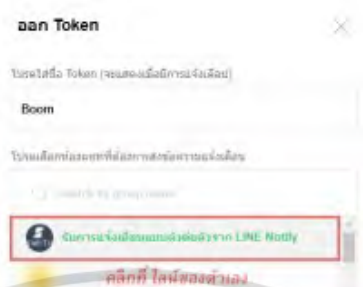 ออก Token
โปรดใส่ชื่อ Token (จะแสดงเมื่อมีการแจ้งเตือน)
Boom
โปรดเลือกห้องแชทที่ต้องการส่งข้อความแจ้งเตือน
Search by group name
รับการแจ้งเตือนแบบตัวต่อตัวจาก LINE Notify
คลิกที่ ไลน์ของตัวเอง